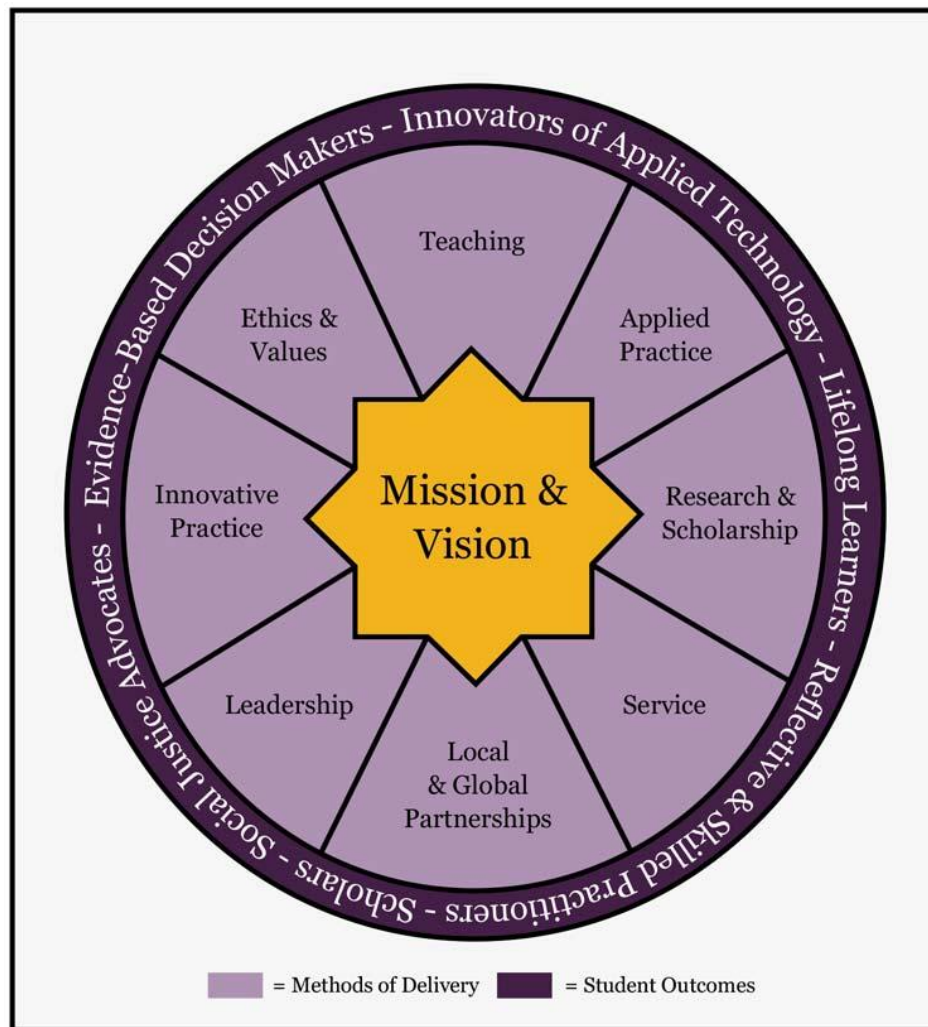 Evidence-Based Decision Makers - Innovators of Applied Technology - Lifelong Learners - Reflective & Skilled Practitioners - Scholars - Social Justice Advocates -
Teaching
Applied
Practice
Research &
Scholarship
Service
Local
& Global
Partnerships
Leadership
Innovative
Practice
Ethics &
Values
Mission &
Vision
= Methods of Delivery
= Student Outcomes